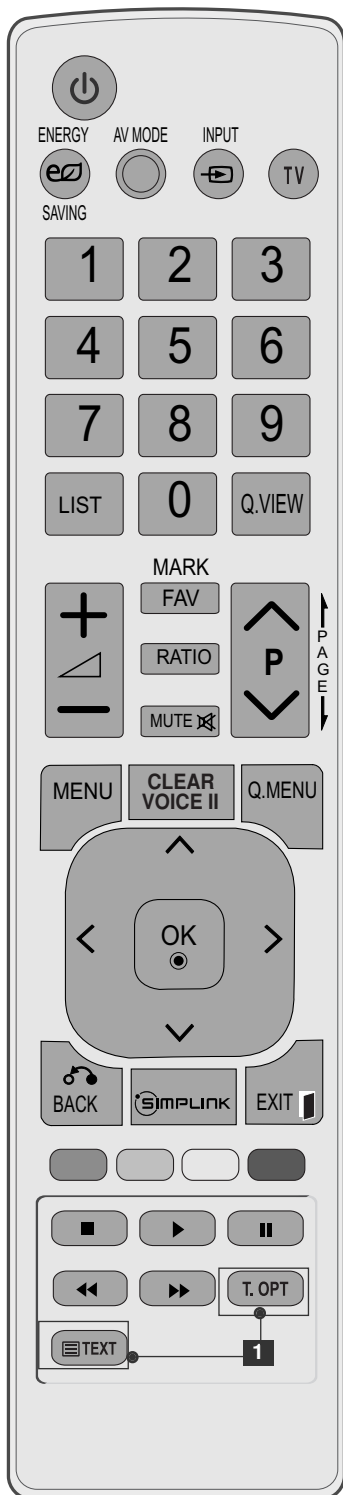 ENERGY AV MODE INPUT
TV
SAVING
1 2 3
4 5 6
7 8 9
LIST 0 Q.VIEW
MARK
FAV
RATIO P
PAGE
MUTE
MENU CLEAR VOICE II Q.MENU
OK
BACK SIMPLINK EXIT
T. OPT
TEXT 1